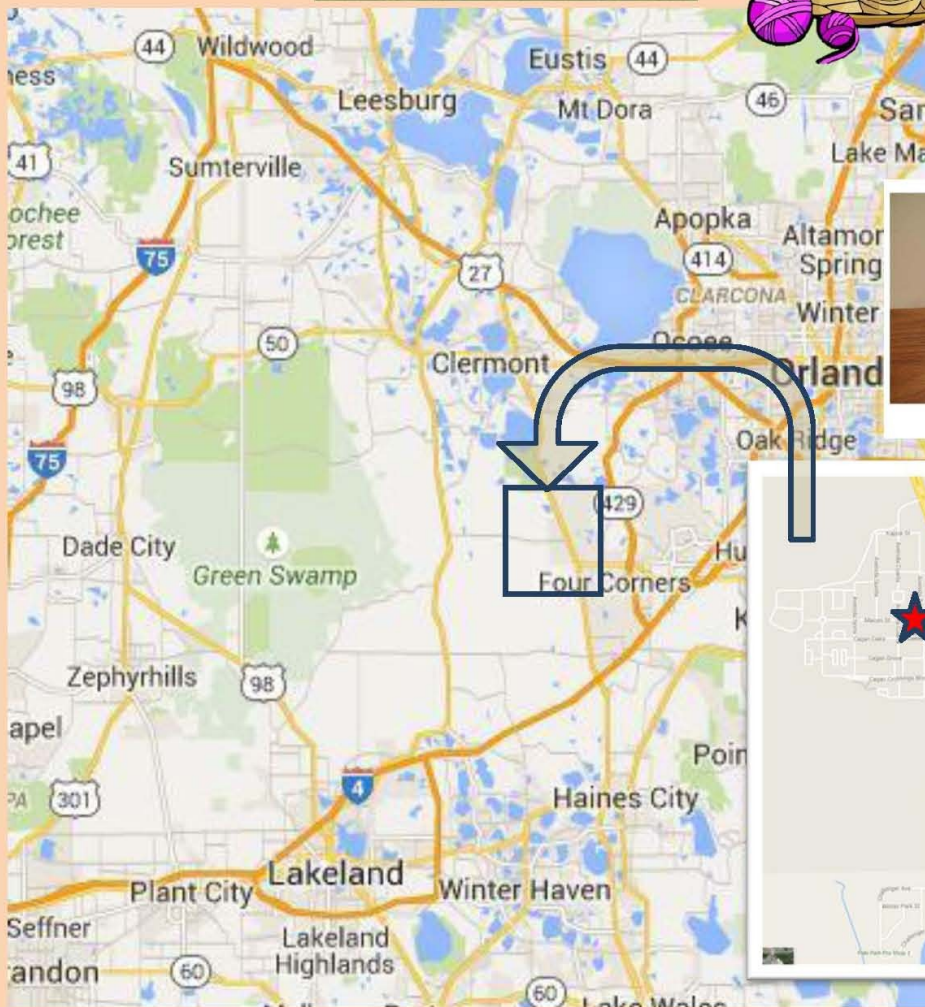 44
Wildwood
Eustis
44
ness
Leesburg
Mt Dora
46
San
41
Lake Ma
Sumterville
ochee
orest
Apopka
Altamor
Spring
75
414
27
CLARCONA
Winter
50
Ocoee
Clermont
Orland
98
Oak Ridge
75
429
Dade City
Hu
Green Swamp
Four Corners
K
Zephyrhills
98
apel
Poin
4
PA
301
Haines City
Lakeland
Plant City
Winter Haven
Seffner
Lakeland
Highlands
andon
60
60
Lake Wales